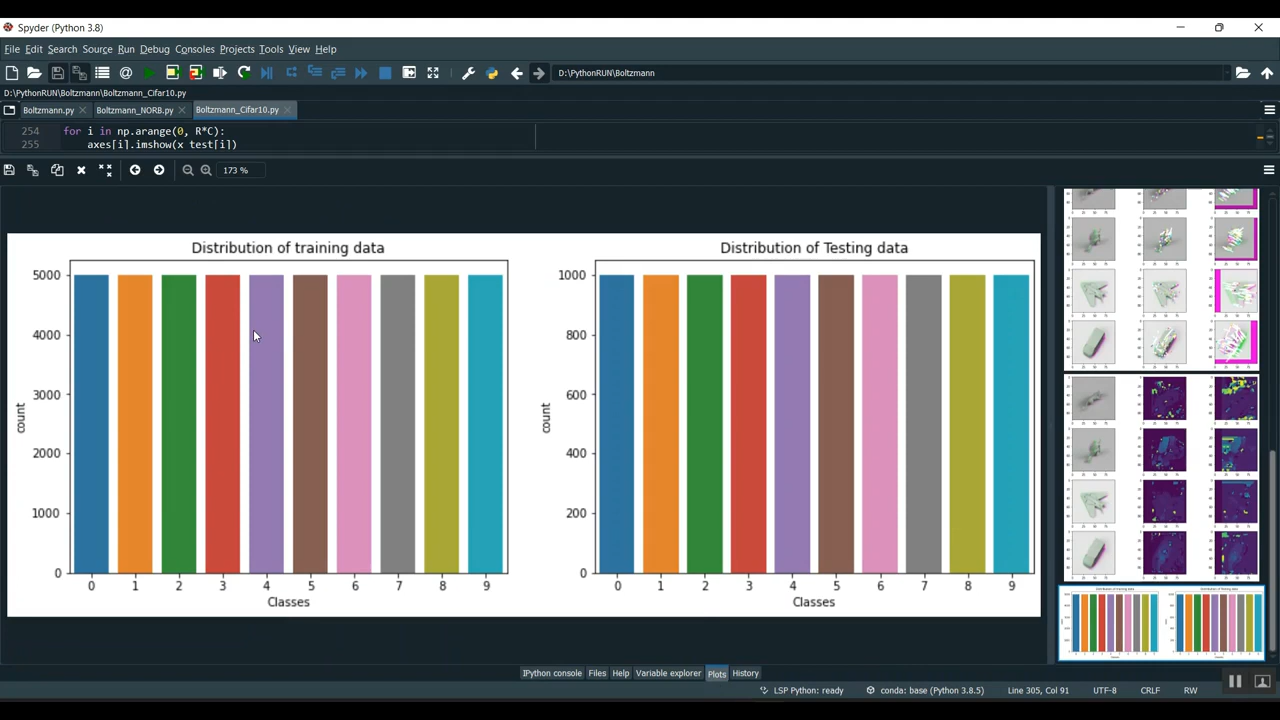 Spyder (Python 3.8)
File Edit Search Source Run Debug Consoles Projects Tools View Help
D:\PythonRUN\Boltzmann
D:\PythonRUN\Boltzmann\Boltzmann_Cifar10.py
Boltzmann.py Boltzmann_NORB.py Boltzmann_Cifar10.py
254 for i in np.arange(0, R*C):
255 axes[i].imshow(x_test[i])
173 %
Distribution of training data
5000
4000
3000
2000
1000
0
count
0 1 2 3 4 5 6 7 8 9
Classes
Distribution of Testing data
1000
800
600
400
200
0
count
0 1 2 3 4 5 6 7 8 9
Classes
IPython console Files Help Variable explorer Plots History
LSP Python: ready conda: base (Python 3.8.5) Line 305, Col 91 UTF-8 CRLF RW